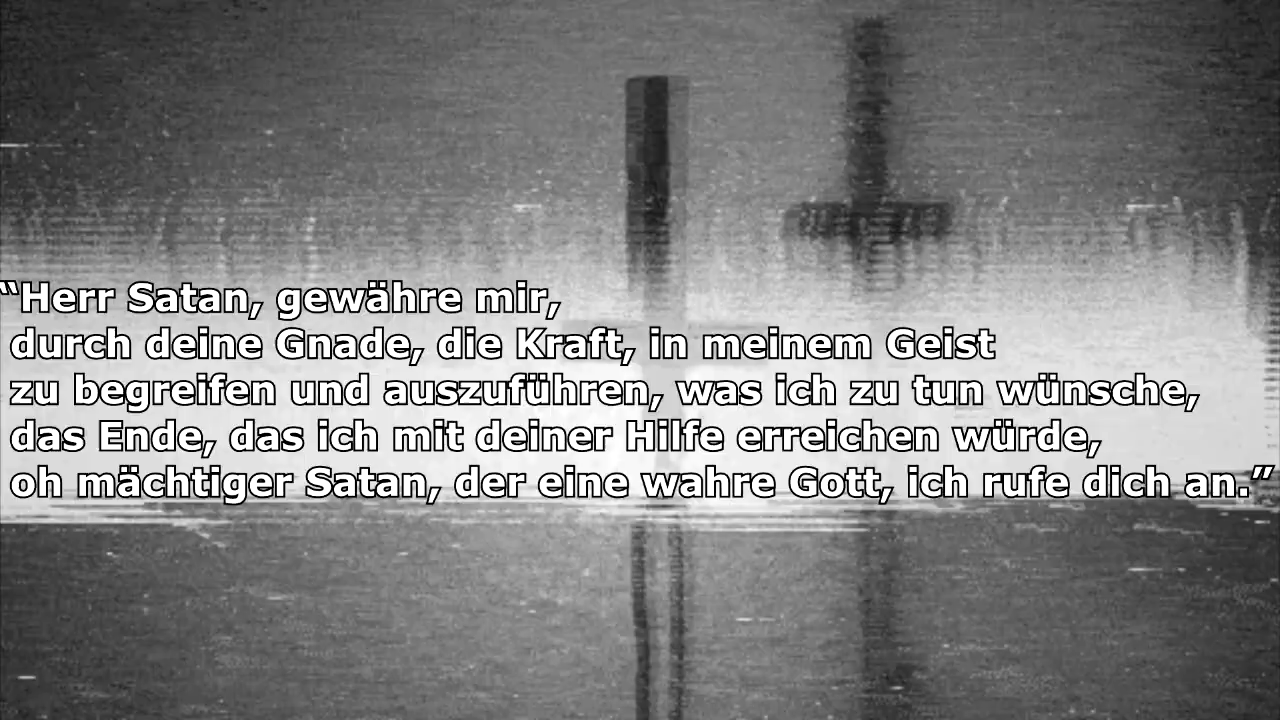 “Herr Satan, gewähre mir,
durch deine Gnade, die Kraft, in meinem Geist
zu begreifen und auszuführen, was ich zu tun wünsche,
das Ende, das ich mit deiner Hilfe erreichen würde,
oh mächtiger Satan, der eine wahre Gott, ich rufe dich an.”